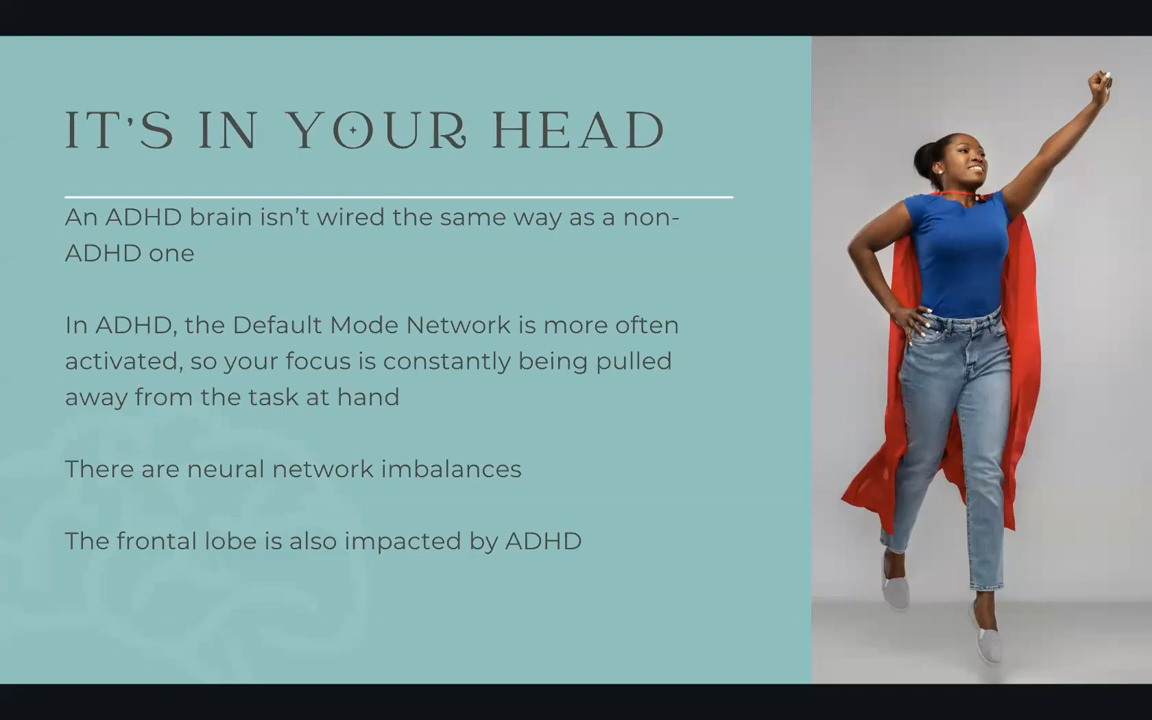 IT'S IN YOUR HEAD
An ADHD brain isn't wired the same way as a non-
ADHD one
In ADHD, the Default Mode Network is more often
activated, so your focus is constantly being pulled
away from the task at hand
There are neural network imbalances
The frontal lobe is also impacted by ADHD